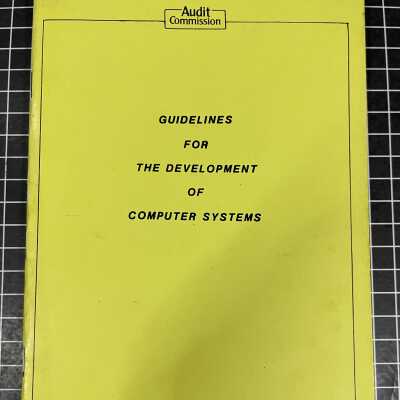 Audit
Commission
GUIDELINES
FOR
THE DEVELOPMENT
OF
COMPUTER SYSTEMS